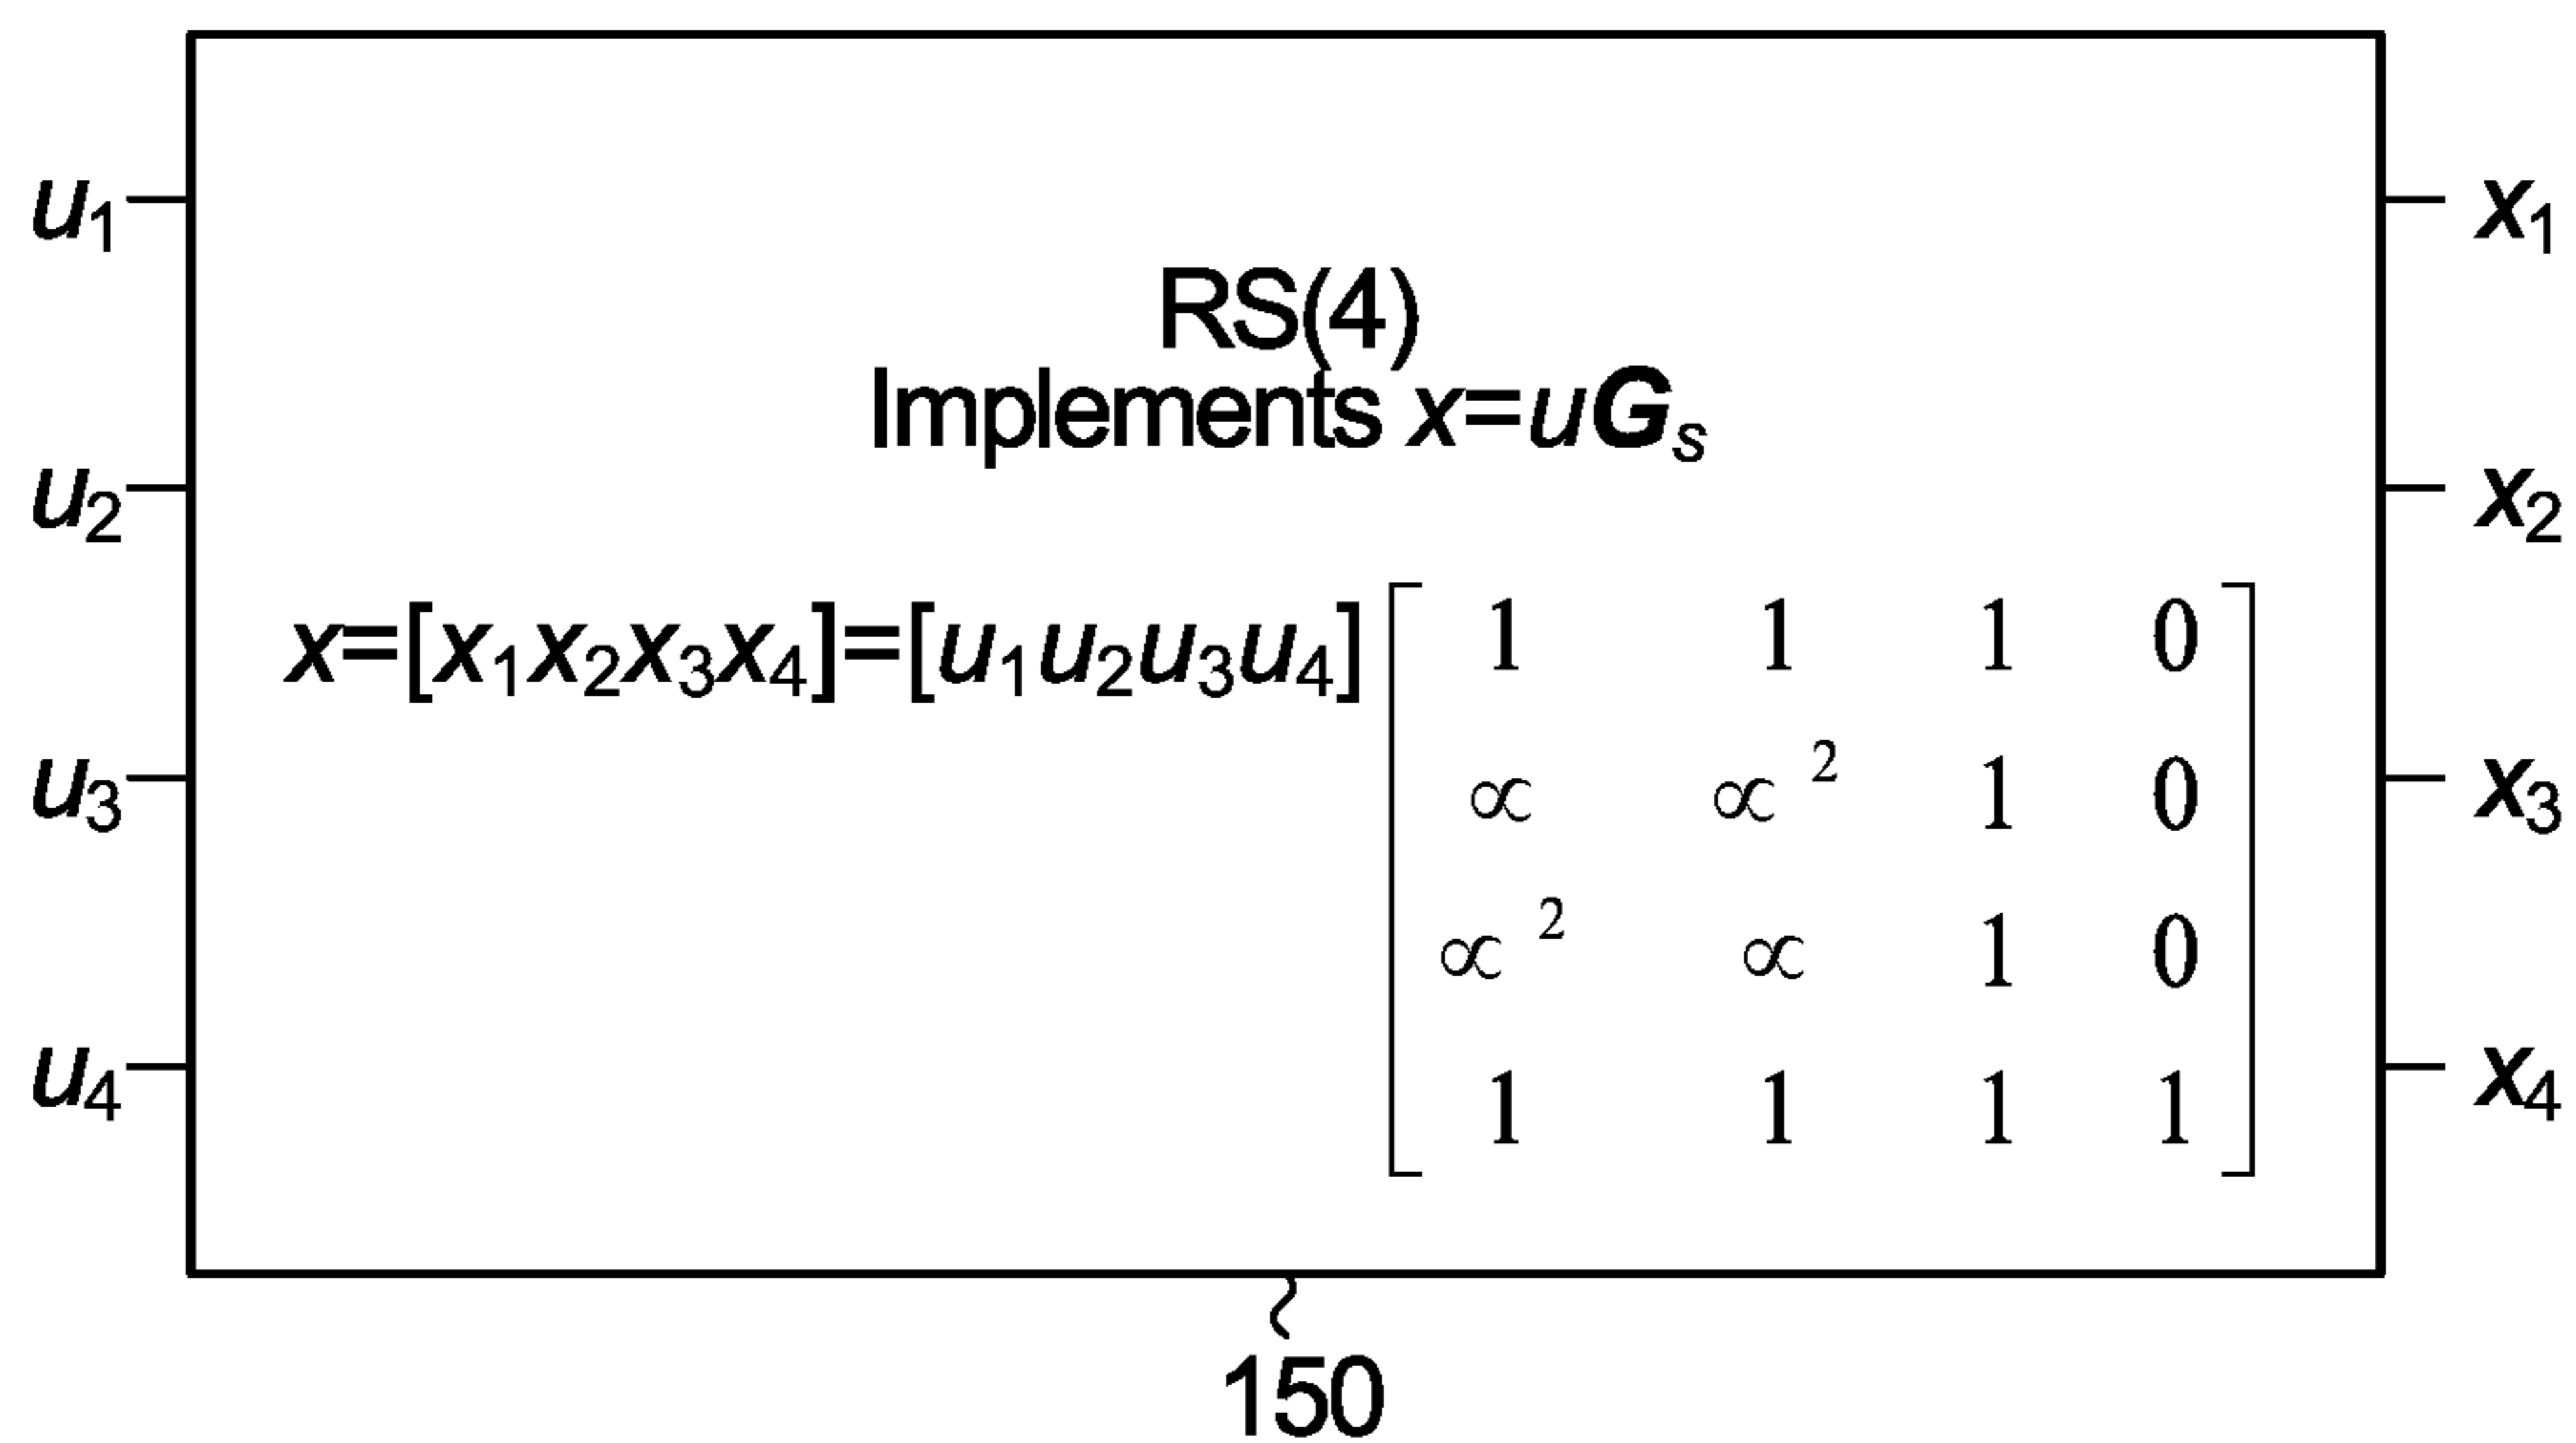 RS(4)
Implements x=uGₛ
u₁ x₁
u₂ x₂
x=[x₁x₂x₃x₄]=[u₁u₂u₃u₄]
1 1 1 0
∝ ∝² 1 0
∝² ∝ 1 0
1 1 1 1
u₃ x₃
u₄ x₄
150